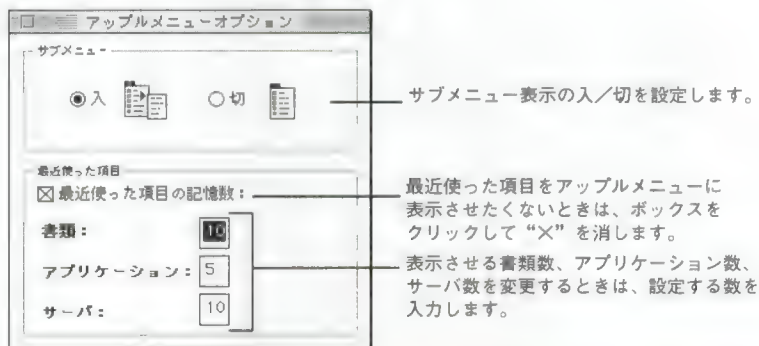 アップルメニューオプション
サブメニュー
入
切
サブメニュー表示の入／切を設定します。
最近使った項目
最近使った項目の記憶数：
最近使った項目をアップルメニューに
表示させたくないときは、ボックスを
クリックして“×”を消します。
書類： 10
アプリケーション： 5
サーバ： 10
表示させる書類数、アプリケーション数、
サーバ数を変更するときは、設定する数を
入力します。